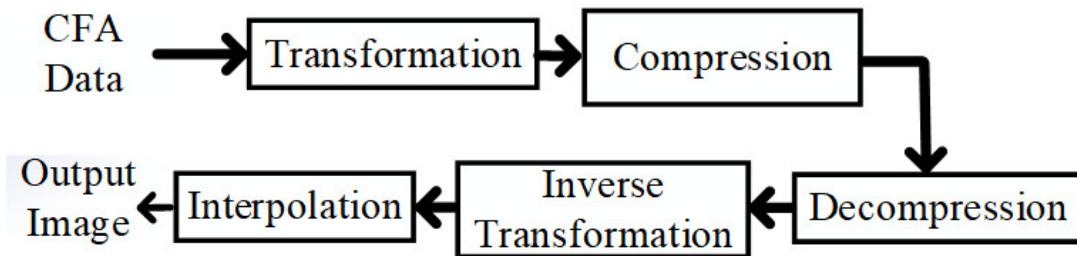 CFA
Data
Transformation
Compression
Output
Image
Interpolation
Inverse
Transformation
Decompression